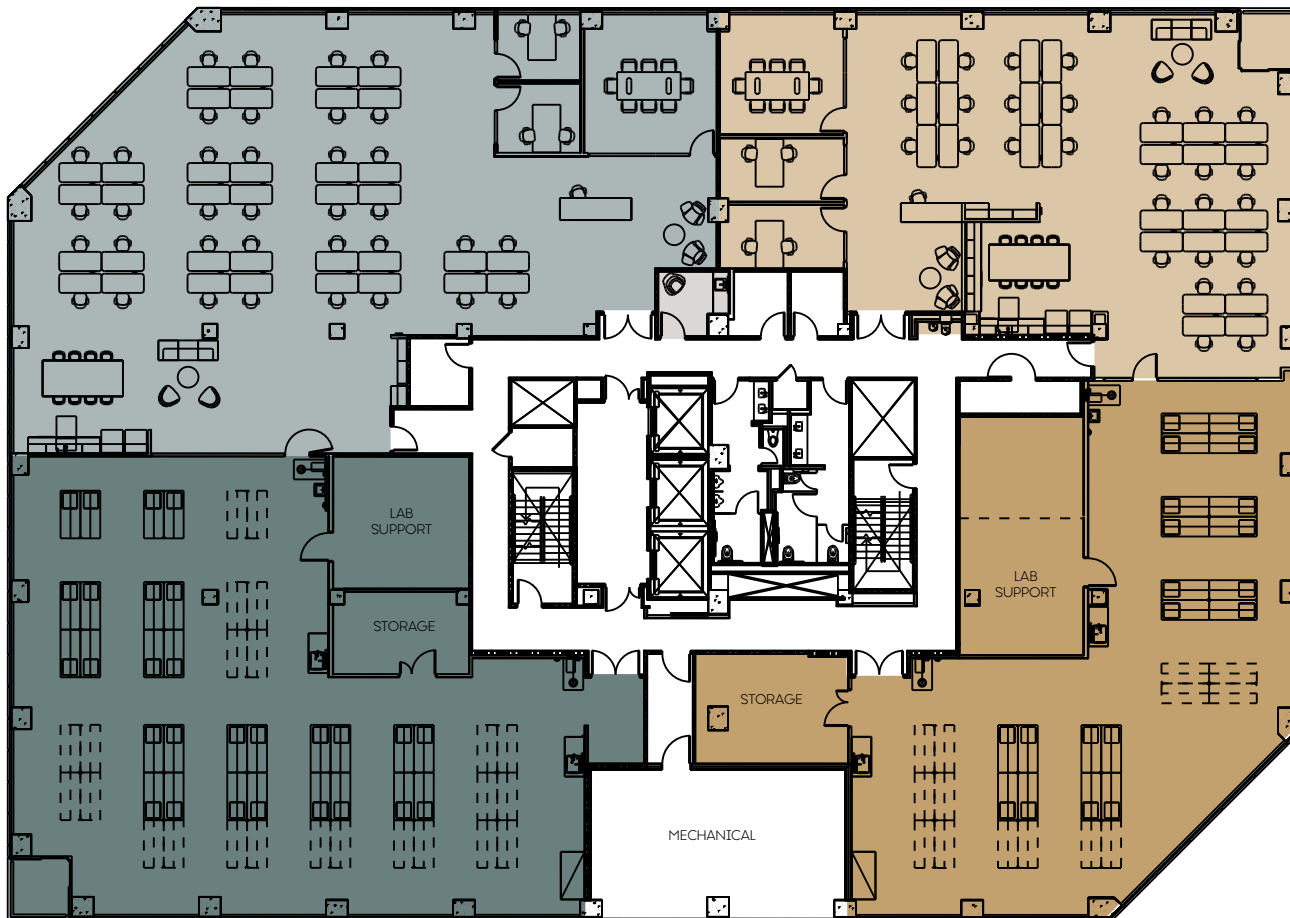 LAB
SUPPORT
STORAGE
LAB
SUPPORT
STORAGE
MECHANICAL